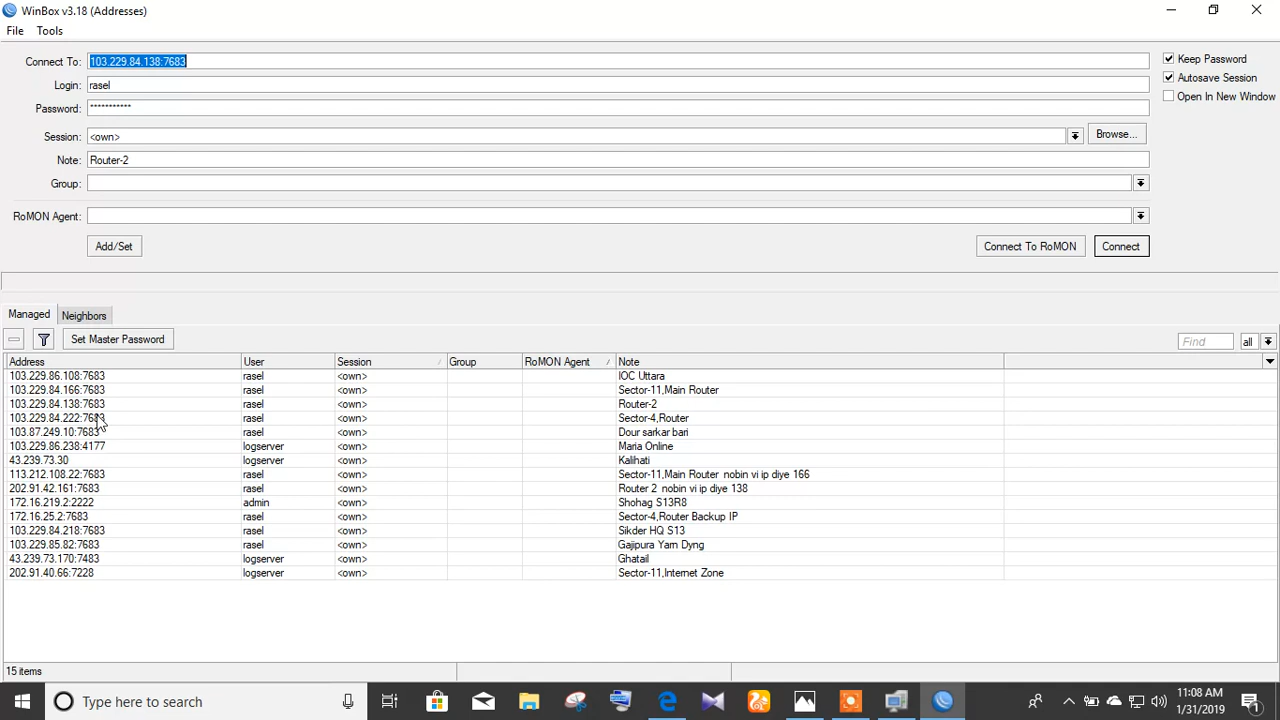 WinBox v3.18 (Addresses)
File Tools
Connect To: 103.229.84.138:7683
Keep Password
Login: rasel
Autosave Session
Password: ***********
Open In New Window
Session: <own> Browse...
Note: Router-2
Group:
RoMON Agent:
Add/Set Connect To RoMON Connect
Managed Neighbors
Set Master Password Find all
Address User Session Group RoMON Agent Note
103.229.86.108:7683 rasel <own> IOC Uttara
103.229.84.166:7683 rasel <own> Sector-11,Main Router
103.229.84.138:7683 rasel <own> Router-2
103.229.84.222:7683 rasel <own> Sector-4,Router
103.87.249.10:7683 rasel <own> Dour sarkar bari
103.229.86.238:4177 logserver <own> Maria Online
43.239.73.30 logserver <own> Kalihati
113.212.108.22:7683 rasel <own> Sector-11,Main Router nobin vi ip diye 166
202.91.42.161:7683 rasel <own> Router 2 nobin vi ip diye 138
172.16.219.2:2222 admin <own> Shohag S13R8
172.16.25.2:7683 rasel <own> Sector-4,Router Backup IP
103.229.84.218:7683 rasel <own> Sikder HQ S13
103.229.85.82:7683 rasel <own> Gajipura Yarn Dyng
43.239.73.170:7483 logserver <own> Ghatail
202.91.40.66:7228 logserver <own> Sector-11,Internet Zone
15 items
Type here to search
11:08 AM
1/31/2019
1